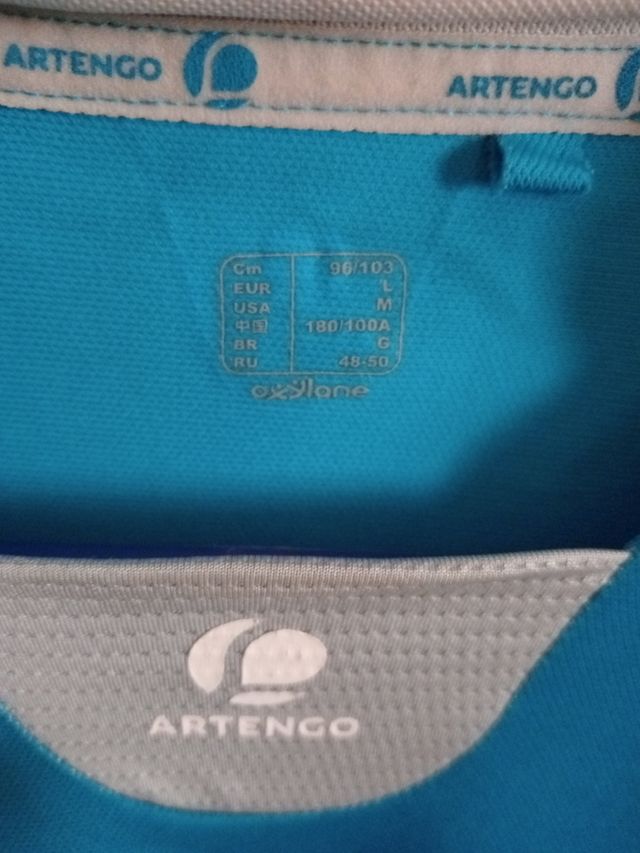 ARTENGO ARTENGO
Cm 96/103
EUR L
USA M
中国 180/100A
BR G
RU 48-50
oxylane
ARTENGO